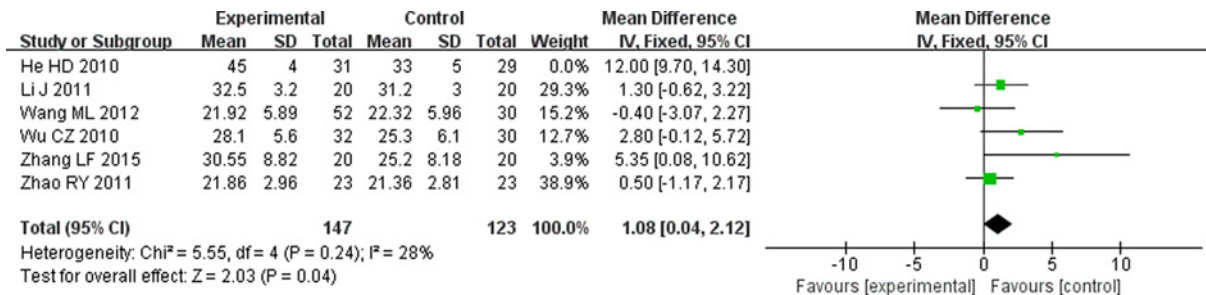 Experimental Control Mean Difference Mean Difference
Study or Subgroup Mean SD Total Mean SD Total Weight IV, Fixed, 95% CI IV, Fixed, 95% CI
He HD 2010 45 4 31 33 5 29 0.0% 12.00 [9.70, 14.30]
Li J 2011 32.5 3.2 20 31.2 3 20 29.3% 1.30 [-0.62, 3.22]
Wang ML 2012 21.92 5.89 52 22.32 5.96 30 15.2% -0.40 [-3.07, 2.27]
Wu CZ 2010 28.1 5.6 32 25.3 6.1 30 12.7% 2.80 [-0.12, 5.72]
Zhang LF 2015 30.55 8.82 20 25.2 8.18 20 3.9% 5.35 [0.08, 10.62]
Zhao RY 2011 21.86 2.96 23 21.36 2.81 23 38.9% 0.50 [-1.17, 2.17]
Total (95% CI) 147 123 100.0% 1.08 [0.04, 2.12]
Heterogeneity: Chi² = 5.55, df = 4 (P = 0.24); I² = 28%
Test for overall effect: Z = 2.03 (P = 0.04)
-10 -5 0 5 10
Favours [experimental] Favours [control]